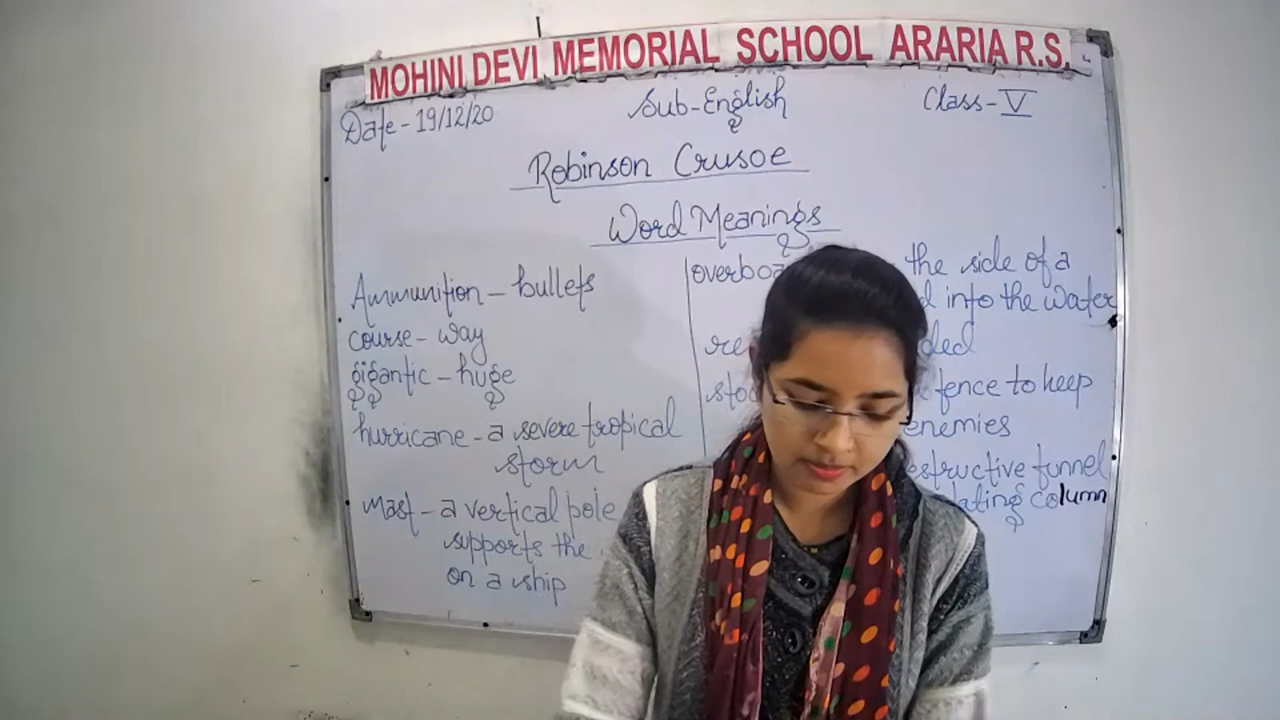 MOHINI DEVI MEMORIAL SCHOOL ARARIA R.S.
Date - 19/12/20
Sub-English
Class - V
Robinson Crusoe
Word Meanings
Ammunition - bullets
course - way
gigantic - huge
hurricane - a severe tropical
storm
Mast - a vertical pole
supports the
on a ship
the side of a
into the water
fence to keep
enemies
funnel
column